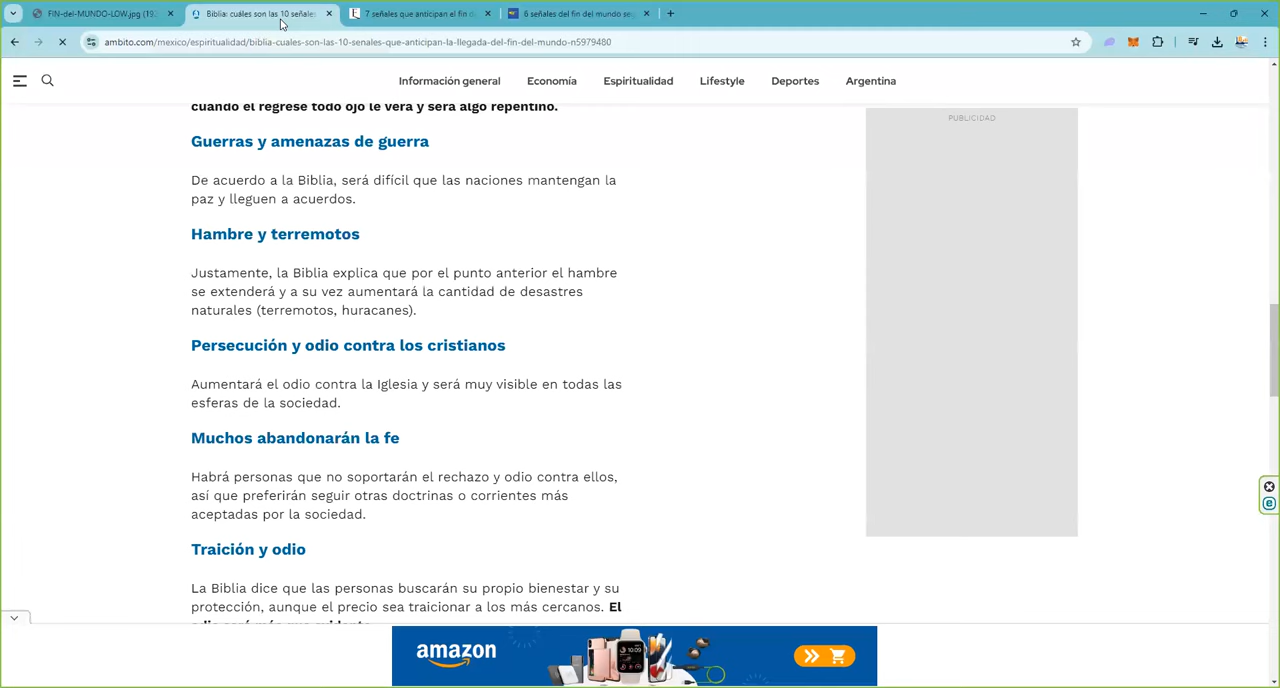 FIN-del-MUNDO-LOW.jpg (192
Biblia: cuáles son las 10 señales
7 señales que anticipan el fin d
6 señales del fin del mundo se
ambito.com/mexico/espiritualidad/biblia-cuales-son-las-10-senales-que-anticipan-la-llegada-del-fin-del-mundo-n5979480
Información general
Economía
Espiritualidad
Lifestyle
Deportes
Argentina
cuando el regrese todo ojo le verá y será algo repentino.
PUBLICIDAD
Guerras y amenazas de guerra
De acuerdo a la Biblia, será difícil que las naciones mantengan la
paz y lleguen a acuerdos.
Hambre y terremotos
Justamente, la Biblia explica que por el punto anterior el hambre
se extenderá y a su vez aumentará la cantidad de desastres
naturales (terremotos, huracanes).
Persecución y odio contra los cristianos
Aumentará el odio contra la Iglesia y será muy visible en todas las
esferas de la sociedad.
Muchos abandonarán la fe
Habrá personas que no soportarán el rechazo y odio contra ellos,
así que preferirán seguir otras doctrinas o corrientes más
aceptadas por la sociedad.
Traición y odio
La Biblia dice que las personas buscarán su propio bienestar y su
protección, aunque el precio sea traicionar a los más cercanos. El
amazon